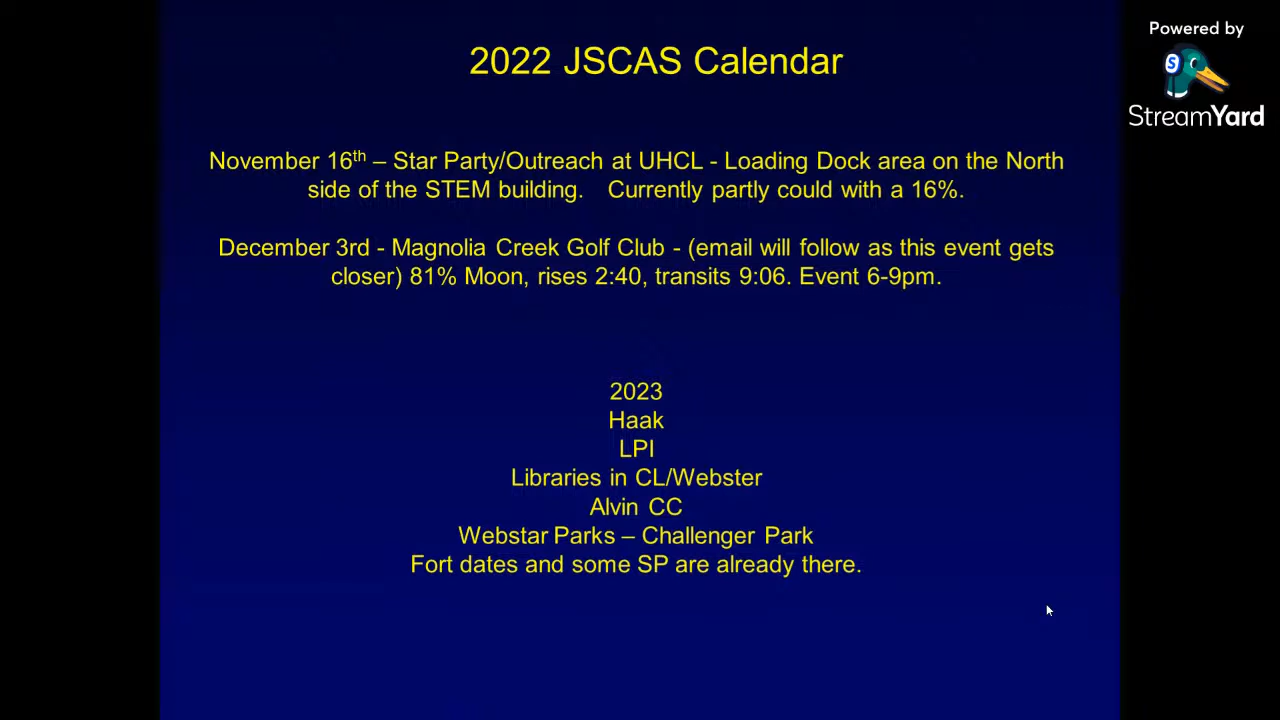 2022 JSCAS Calendar
Powered by
S
StreamYard
November 16th – Star Party/Outreach at UHCL - Loading Dock area on the North
side of the STEM building. Currently partly could with a 16%.
December 3rd - Magnolia Creek Golf Club - (email will follow as this event gets
closer) 81% Moon, rises 2:40, transits 9:06. Event 6-9pm.
2023
Haak
LPI
Libraries in CL/Webster
Alvin CC
Webstar Parks – Challenger Park
Fort dates and some SP are already there.